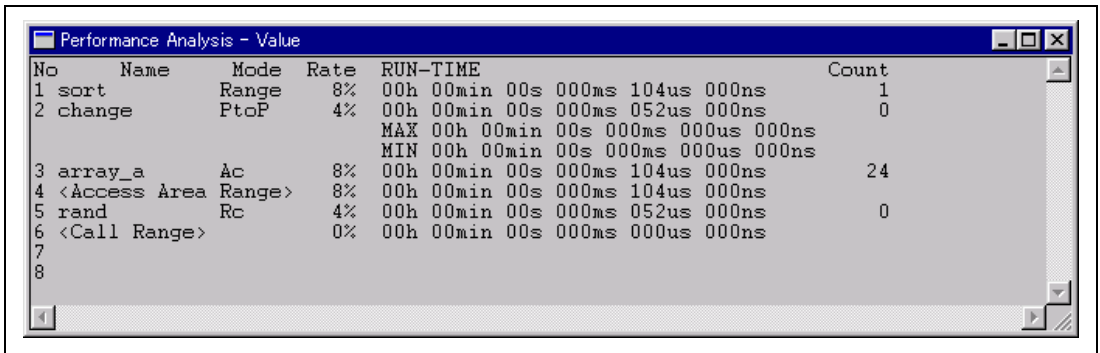 Performance Analysis - Value
No Name Mode Rate RUN-TIME Count
1 sort Range 8% 00h 00min 00s 000ms 104us 000ns 1
2 change PtoP 4% 00h 00min 00s 000ms 052us 000ns 0
MAX 00h 00min 00s 000ms 000us 000ns
MIN 00h 00min 00s 000ms 000us 000ns
3 array_a Ac 8% 00h 00min 00s 000ms 104us 000ns 24
4 <Access Area Range> 8% 00h 00min 00s 000ms 104us 000ns
5 rand Rc 4% 00h 00min 00s 000ms 052us 000ns 0
6 <Call Range> 0% 00h 00min 00s 000ms 000us 000ns
7
8